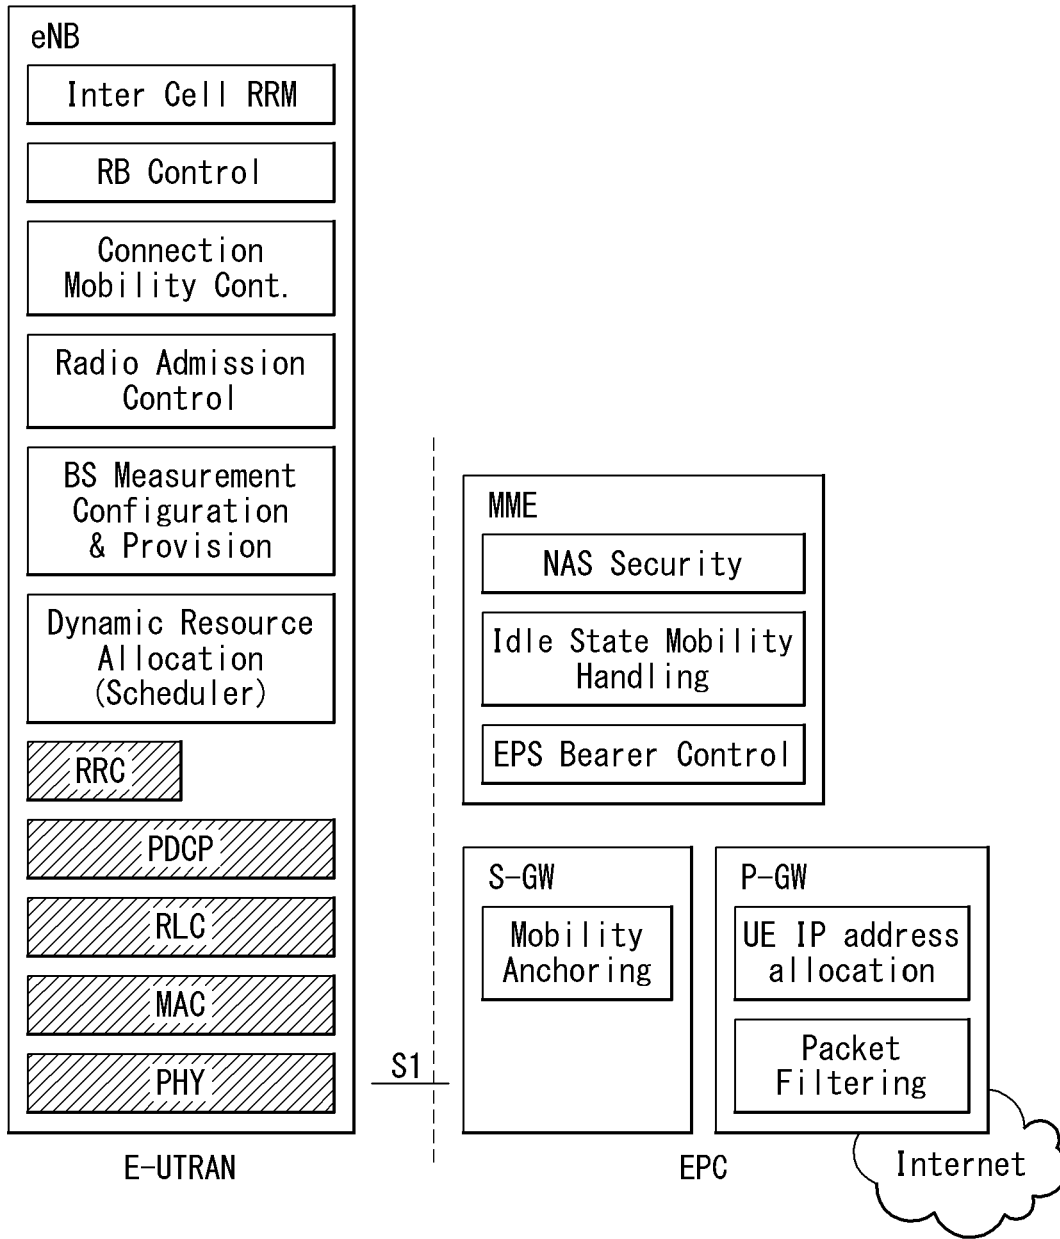 eNB
Inter Cell RRM
RB Control
Connection
Mobility Cont.
Radio Admission
Control
BS Measurement
Configuration
& Provision
Dynamic Resource
Allocation
(Scheduler)
RRC
PDCP
RLC
MAC
PHY
E-UTRAN
S1
MME
NAS Security
Idle State Mobility
Handling
EPS Bearer Control
S-GW
Mobility
Anchoring
P-GW
UE IP address
allocation
Packet
Filtering
EPC
Internet